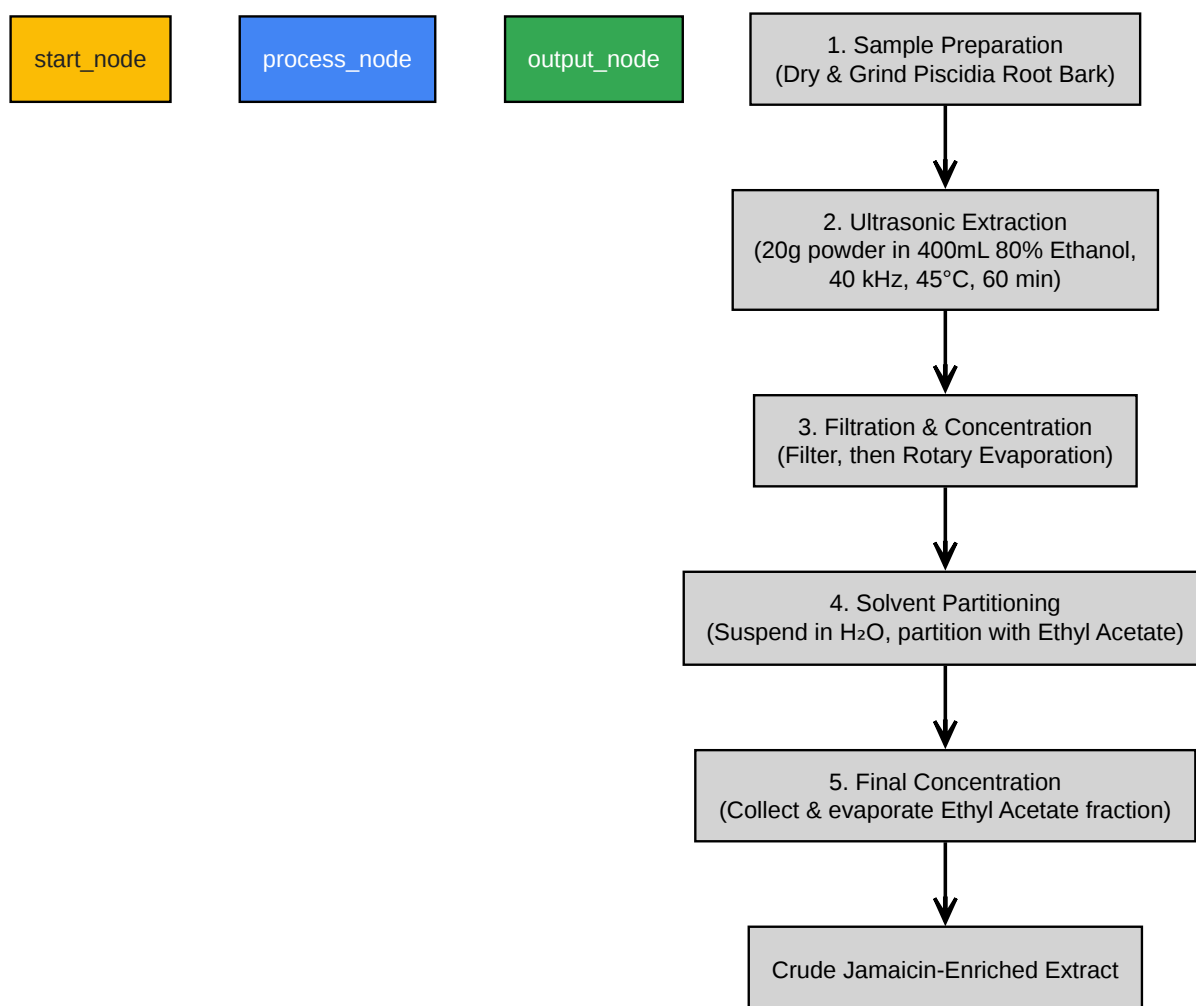 start_node
process_node
output_node
1. Sample Preparation
(Dry & Grind Piscidia Root Bark)
2. Ultrasonic Extraction
(20g powder in 400mL 80% Ethanol,
40 kHz, 45°C, 60 min)
3. Filtration & Concentration
(Filter, then Rotary Evaporation)
4. Solvent Partitioning
(Suspend in H₂O, partition with Ethyl Acetate)
5. Final Concentration
(Collect & evaporate Ethyl Acetate fraction)
Crude Jamaicin-Enriched Extract